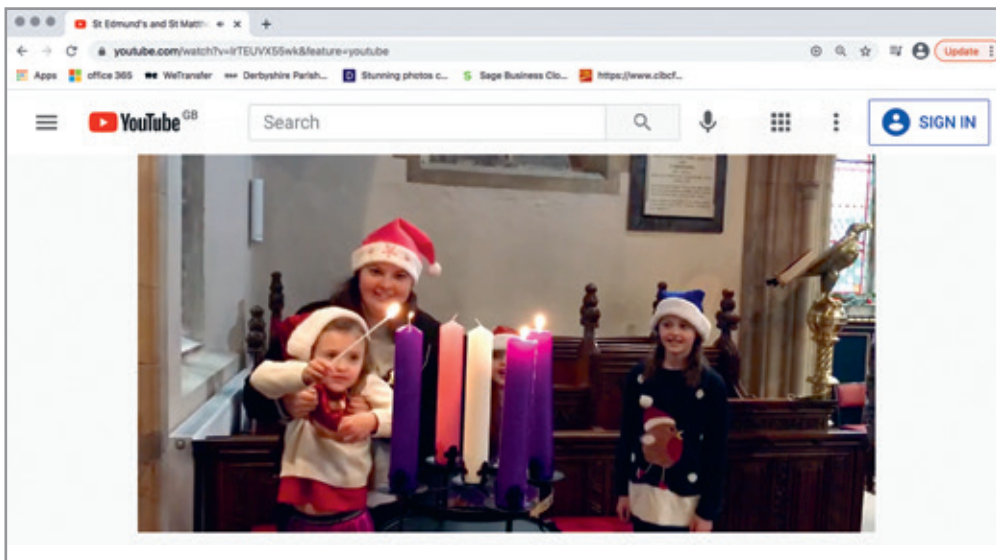 St Edmund's and St Matth
youtube.com/watch?v=IrTEUVX55wk&feature=youtube
Update
Apps
office 365
WeTransfer
Derbyshire Parish...
Stunning photos c...
Sage Business Clo...
https://www.cibcf...
YouTube GB
Search
SIGN IN